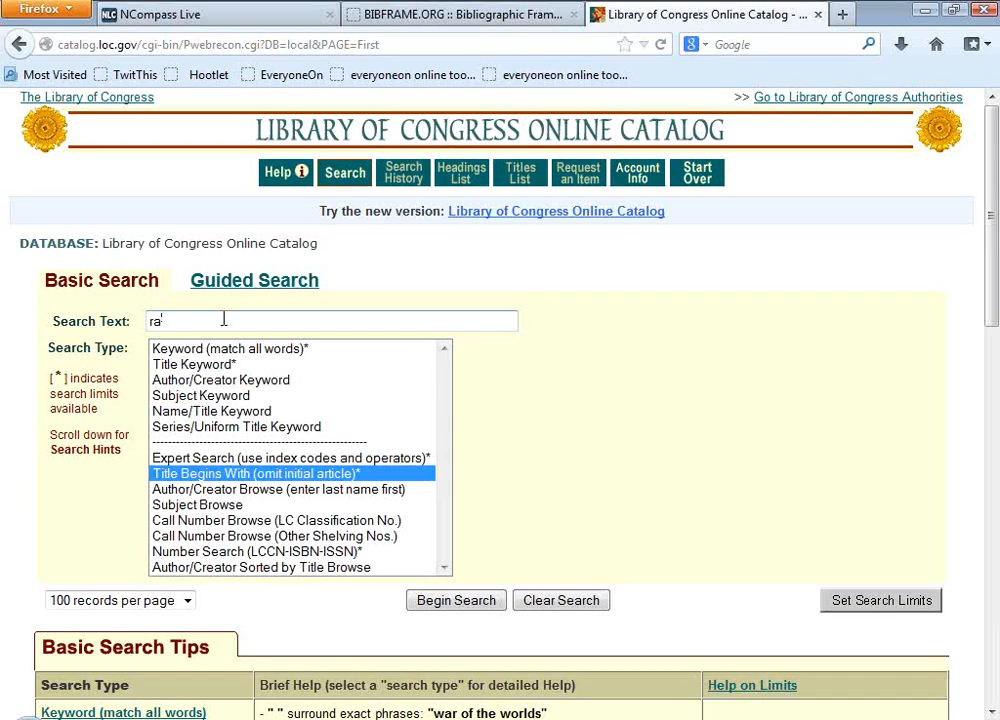 Firefox
NCompass Live
BIBFRAME.ORG :: Bibliographic Fram...
Library of Congress Online Catalog - ...
catalog.loc.gov/cgi-bin/Pwebrecon.cgi?DB=local&PAGE=First
Google
Most Visited TwitThis Hootlet EveryoneOn everyoneon online too... everyoneon online too...
The Library of Congress
>> Go to Library of Congress Authorities
LIBRARY OF CONGRESS ONLINE CATALOG
Help Search Search History Headings List Titles List Request an Item Account Info Start Over
Try the new version: Library of Congress Online Catalog
DATABASE: Library of Congress Online Catalog
Basic Search Guided Search
Search Text: ra
Search Type:
[ * ] indicates search limits available
Scroll down for Search Hints
Keyword (match all words)*
Title Keyword*
Author/Creator Keyword
Subject Keyword
Name/Title Keyword
Series/Uniform Title Keyword
------------------------------------------------------
Expert Search (use index codes and operators)*
Title Begins With (omit initial article)*
Author/Creator Browse (enter last name first)
Subject Browse
Call Number Browse (LC Classification No.)
Call Number Browse (Other Shelving Nos.)
Number Search (LCCN-ISBN-ISSN)*
Author/Creator Sorted by Title Browse
100 records per page Begin Search Clear Search Set Search Limits
Basic Search Tips
Search Type Brief Help (select a "search type" for detailed Help) Help on Limits
Keyword (match all words) - " " surround exact phrases: "war of the worlds"